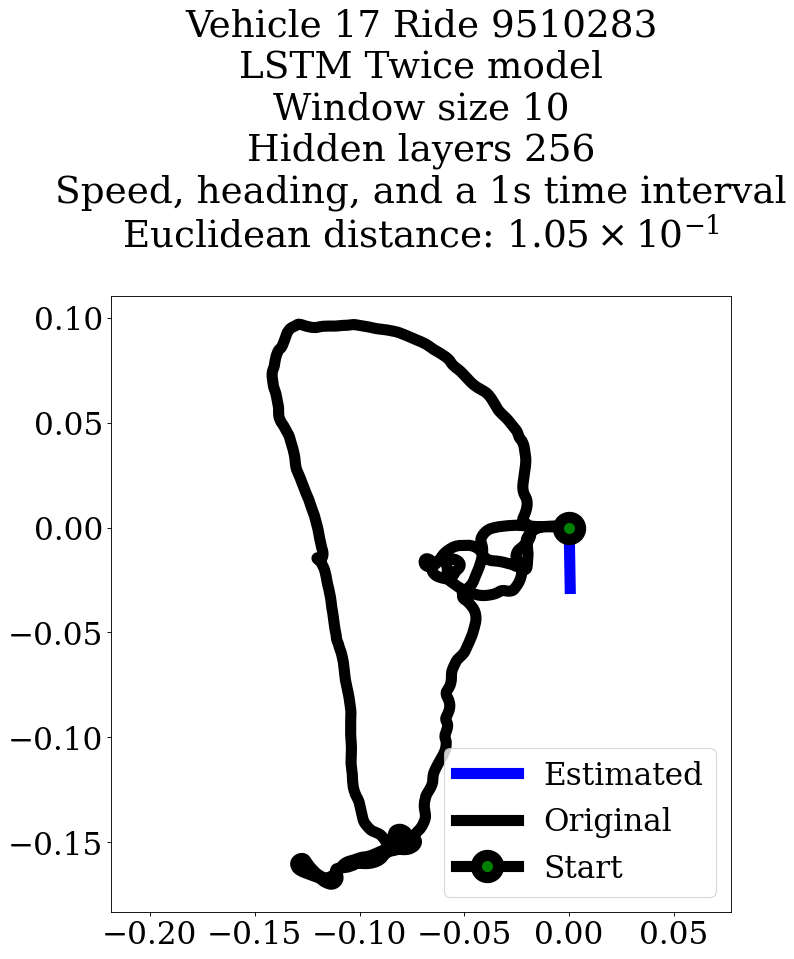 Vehicle 17 Ride 9510283
LSTM Twice model
Window size 10
Hidden layers 256
Speed, heading, and a 1s time interval
Euclidean distance: 1.05 × 10⁻¹
0.10
0.05
0.00
−0.05
−0.10
−0.15
Estimated
Original
Start
−0.20 −0.15 −0.10 −0.05 0.00 0.05